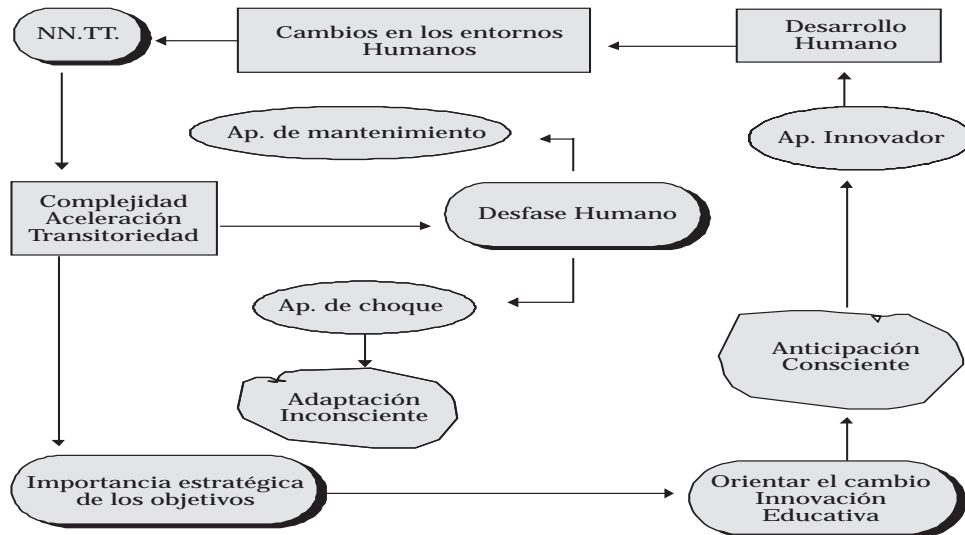 NN.TT.
Cambios en los entornos
Humanos
Desarrollo
Humano
Ap. de mantenimiento
Ap. Innovador
Complejidad
Aceleración
Transitoriedad
Desfase Humano
Ap. de choque
Anticipación
Consciente
Adaptación
Inconsciente
Importancia estratégica
de los objetivos
Orientar el cambio
Innovación
Educativa